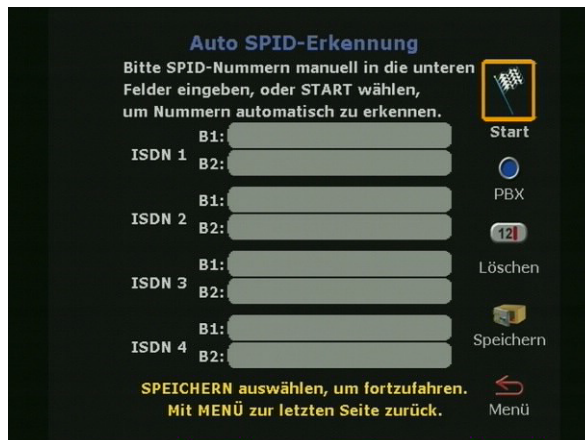 Auto SPID-Erkennung
Bitte SPID-Nummern manuell in die unteren
Felder eingeben, oder START wählen,
um Nummern automatisch zu erkennen.
Start
ISDN 1
B1:
B2:
PBX
ISDN 2
B1:
B2:
12
Löschen
ISDN 3
B1:
B2:
Speichern
ISDN 4
B1:
B2:
SPEICHERN auswählen, um fortzufahren.
Mit MENÜ zur letzten Seite zurück.
Menü